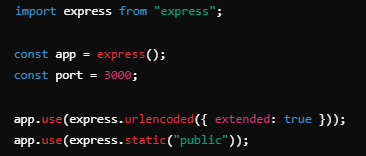 import express from "express";
const app = express();
const port = 3000;
app.use(express.urlencoded({ extended: true }));
app.use(express.static("public"));